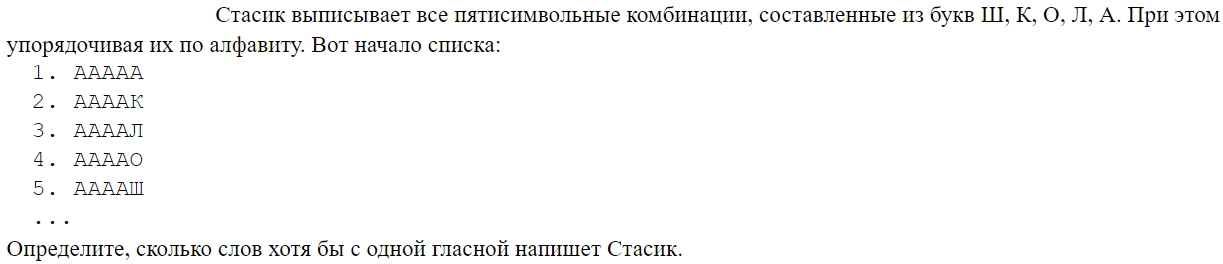 Стасик выписывает все пятисимвольные комбинации, составленные из букв Ш, К, О, Л, А. При этом
упорядочивая их по алфавиту. Вот начало списка:
1. ААААА
2. ААААК
3. ААААЛ
4. ААААО
5. ААААШ
...
Определите, сколько слов хотя бы с одной гласной напишет Стасик.